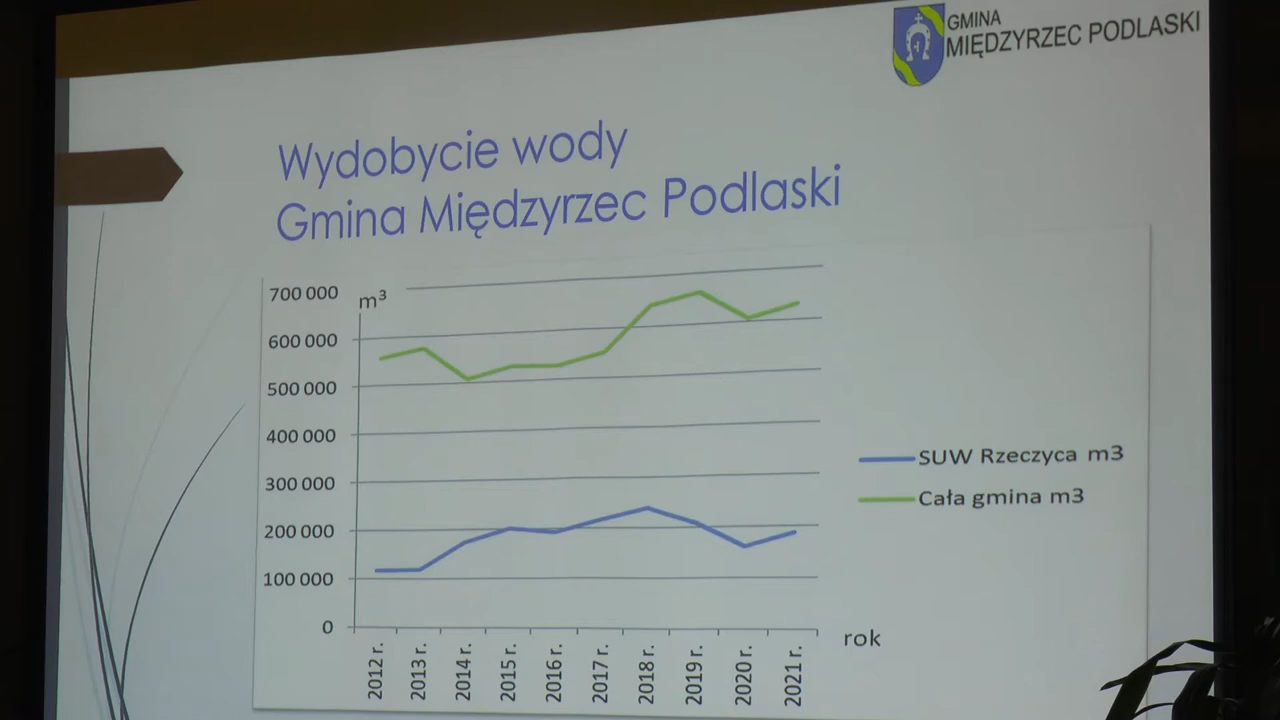 GMINA
MIĘDZYRZEC PODLASKI
Wydobycie wody
Gmina Międzyrzec Podlaski
700 000
m³
600 000
500 000
400 000
300 000
200 000
100 000
0
SUW Rzeczyca m3
Cała gmina m3
2012 r.
2013 r.
2014 r.
2015 r.
2016 r.
2017 r.
2018 r.
2019 r.
2020 r.
2021 r.
rok